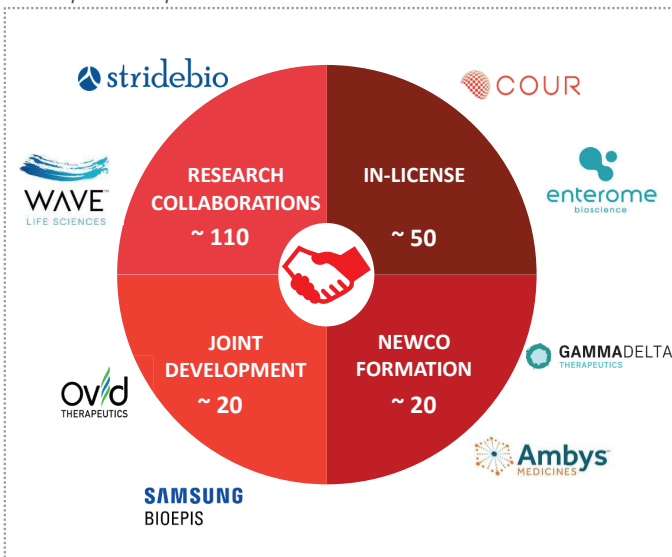 stridebio
COUR
WAVE™
LIFE SCIENCES
enterome
bioscience
RESEARCH
COLLABORATIONS
~ 110
IN-LICENSE
~ 50
JOINT
DEVELOPMENT
~ 20
NEWCO
FORMATION
~ 20
GAMMADELTA
THERAPEUTICS
Ovid
THERAPEUTICS
Ambys
MEDICINES
SAMSUNG
BIOEPIS